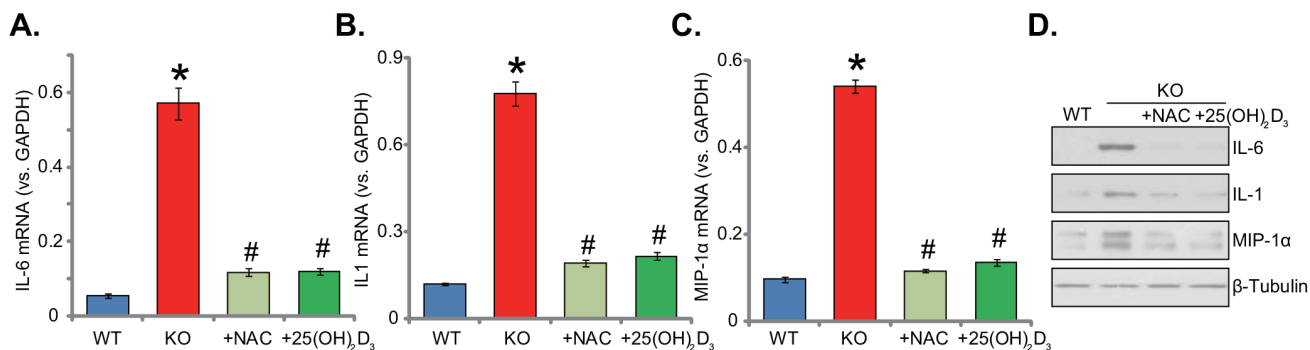 A.
IL-6 mRNA (vs. GAPDH)
0.6
0.4
0.2
0
*
#
#
WT KO +NAC +25(OH)2D3
B.
IL1 mRNA (vs. GAPDH)
0.9
0.6
0.3
0.0
*
#
#
WT KO +NAC +25(OH)2D3
C.
MIP-1α mRNA (vs. GAPDH)
0.6
0.4
0.2
0
*
#
#
WT KO +NAC +25(OH)2D3
D.
KO
WT +NAC +25(OH)2D3
IL-6
IL-1
MIP-1α
β-Tubulin